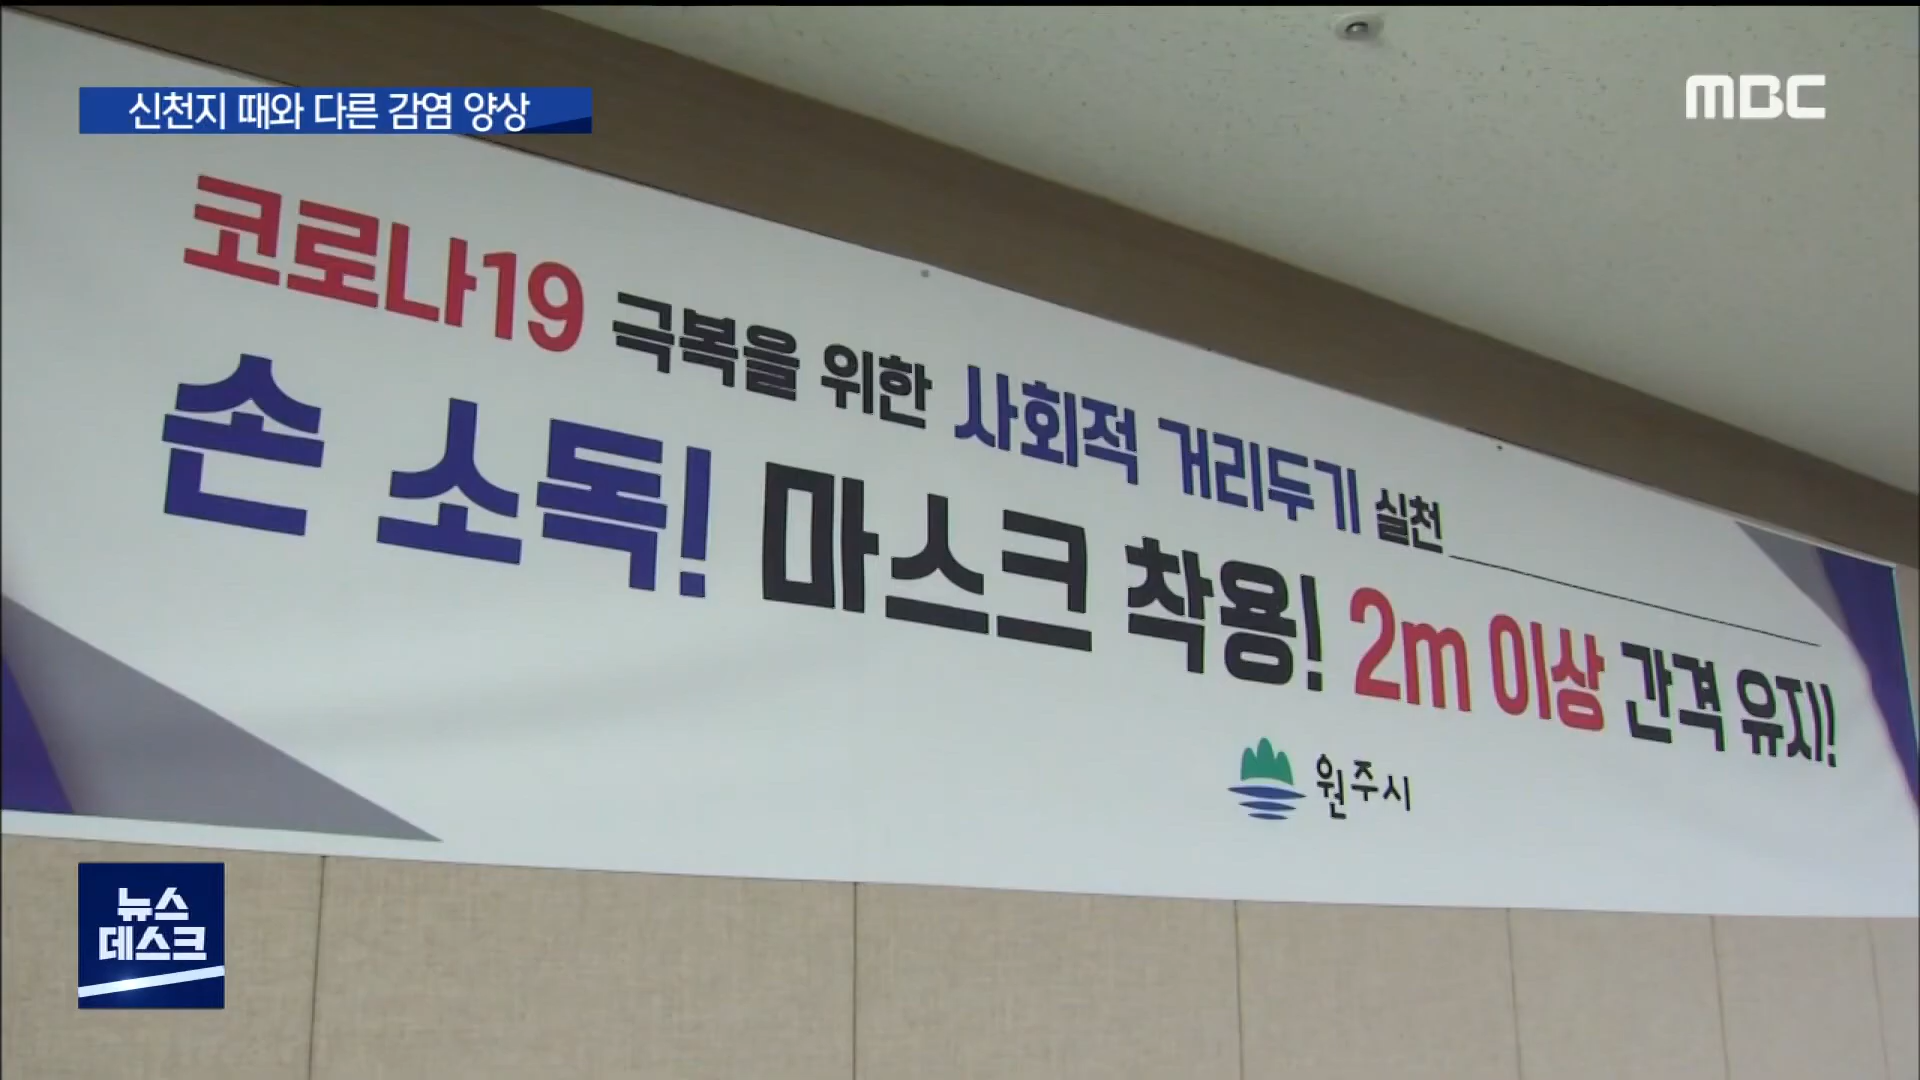 신천지 때와 다른 감염 양상
MBC
코로나19 극복을 위한 사회적 거리두기 실천
손 소독! 마스크 착용! 2m 이상 간격 유지!
원주시
뉴스
데스크